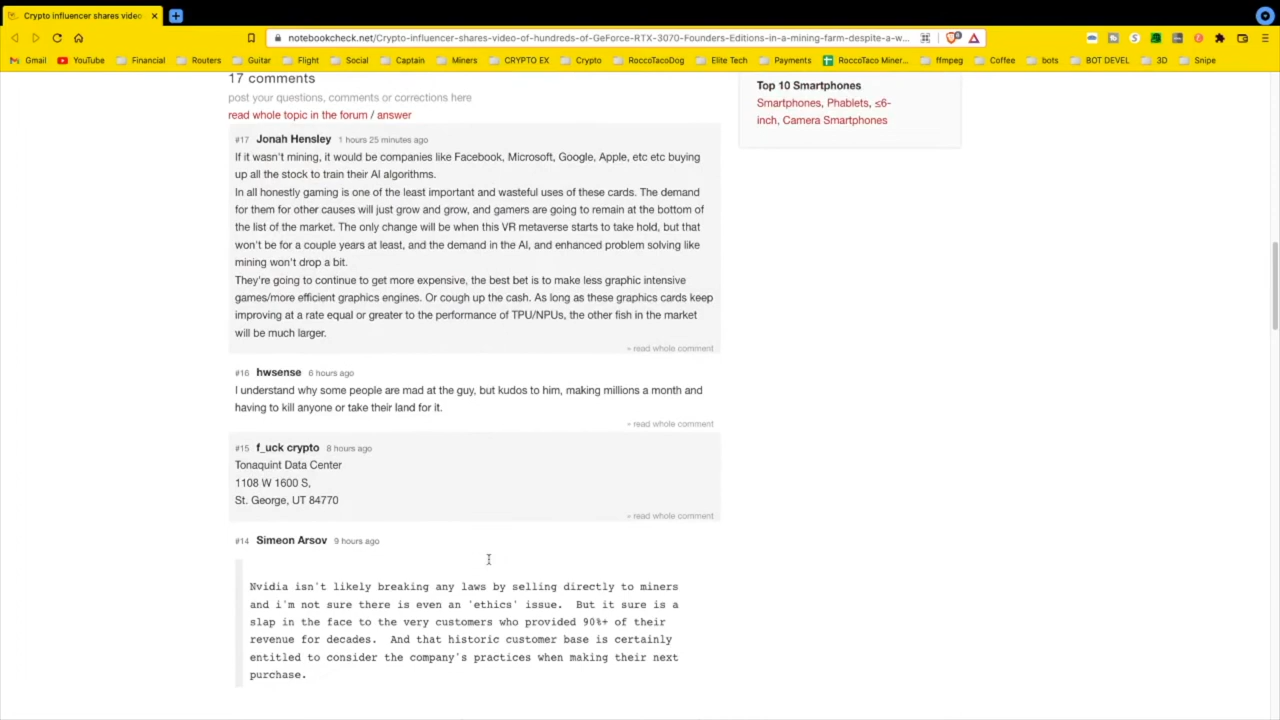 Crypto influencer shares video
notebookcheck.net/Crypto-influencer-shares-video-of-hundreds-of-GeForce-RTX-3070-Founders-Editions-in-a-mining-farm-despite-a-w...
Gmail YouTube Financial Routers Guitar Flight Social Captain Miners CRYPTO EX Crypto RoccoTacoDog Elite Tech Payments RoccoTaco Miner... ffmpeg Coffee bots BOT DEVEL 3D Snipe
17 comments
post your questions, comments or corrections here
read whole topic in the forum / answer
#17 Jonah Hensley 1 hours 25 minutes ago
If it wasn't mining, it would be companies like Facebook, Microsoft, Google, Apple, etc etc buying
up all the stock to train their AI algorithms.
In all honestly gaming is one of the least important and wasteful uses of these cards. The demand
for them for other causes will just grow and grow, and gamers are going to remain at the bottom of
the list of the market. The only change will be when this VR metaverse starts to take hold, but that
won't be for a couple years at least, and the demand in the AI, and enhanced problem solving like
mining won't drop a bit.
They're going to continue to get more expensive, the best bet is to make less graphic intensive
games/more efficient graphics engines. Or cough up the cash. As long as these graphics cards keep
improving at a rate equal or greater to the performance of TPU/NPUs, the other fish in the market
will be much larger.
» read whole comment
#16 hwsense 6 hours ago
I understand why some people are mad at the guy, but kudos to him, making millions a month and
having to kill anyone or take their land for it.
» read whole comment
#15 f_uck crypto 8 hours ago
Tonaquint Data Center
1108 W 1600 S,
St. George, UT 84770
» read whole comment
#14 Simeon Arsov 9 hours ago
Nvidia isn't likely breaking any laws by selling directly to miners
and i'm not sure there is even an 'ethics' issue. But it sure is a
slap in the face to the very customers who provided 90%+ of their
revenue for decades. And that historic customer base is certainly
entitled to consider the company's practices when making their next
purchase.
Top 10 Smartphones
Smartphones, Phablets, ≤6-
inch, Camera Smartphones